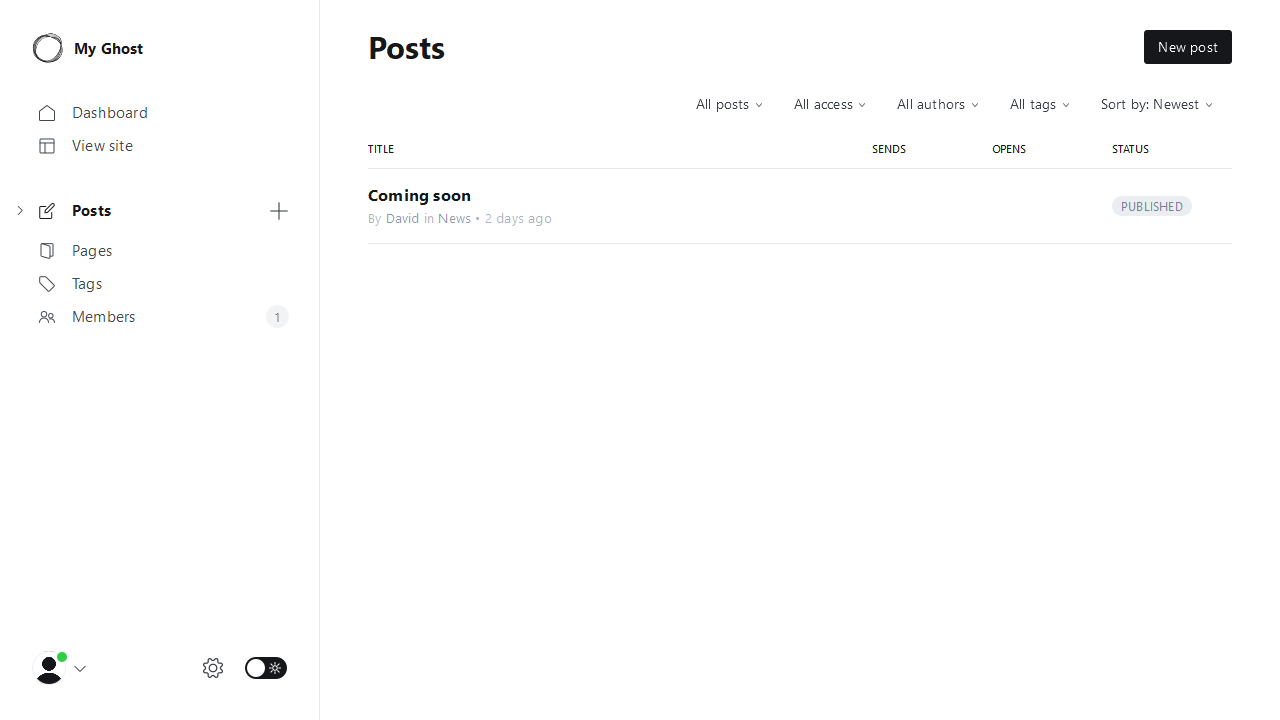 My Ghost
Dashboard
View site
Posts
Pages
Tags
Members
1
Posts
New post
All posts
All access
All authors
All tags
Sort by: Newest
TITLE
SENDS
OPENS
STATUS
Coming soon
By David in News • 2 days ago
PUBLISHED